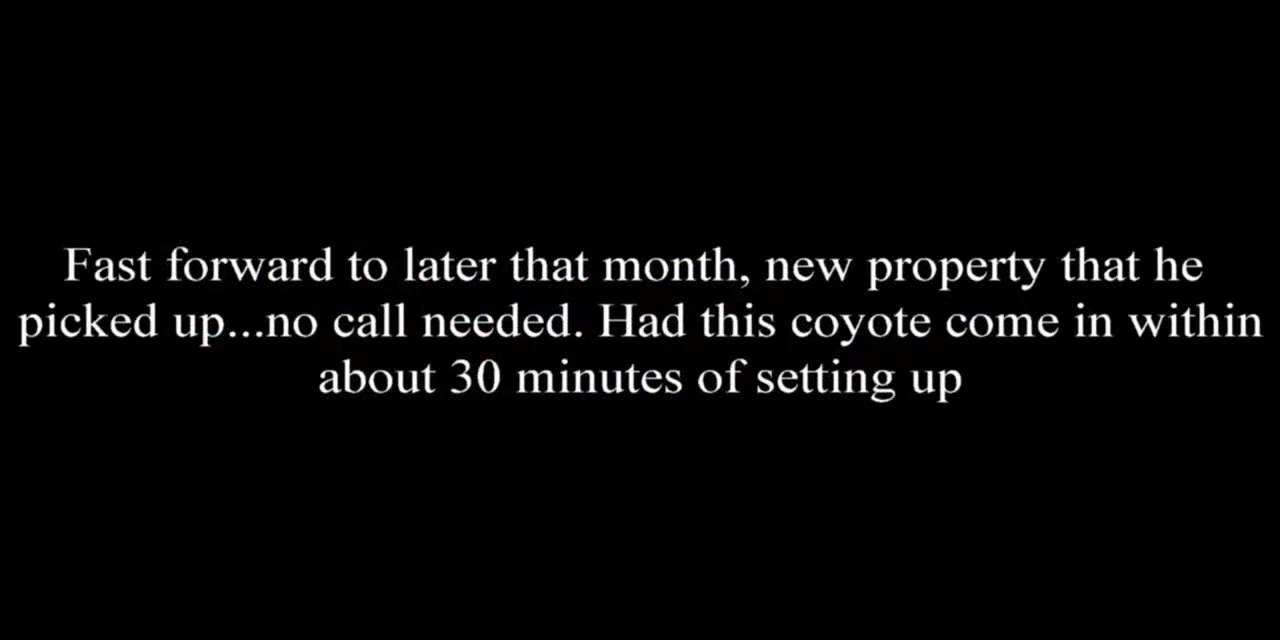 Fast forward to later that month, new property that he
picked up...no call needed. Had this coyote come in within
about 30 minutes of setting up